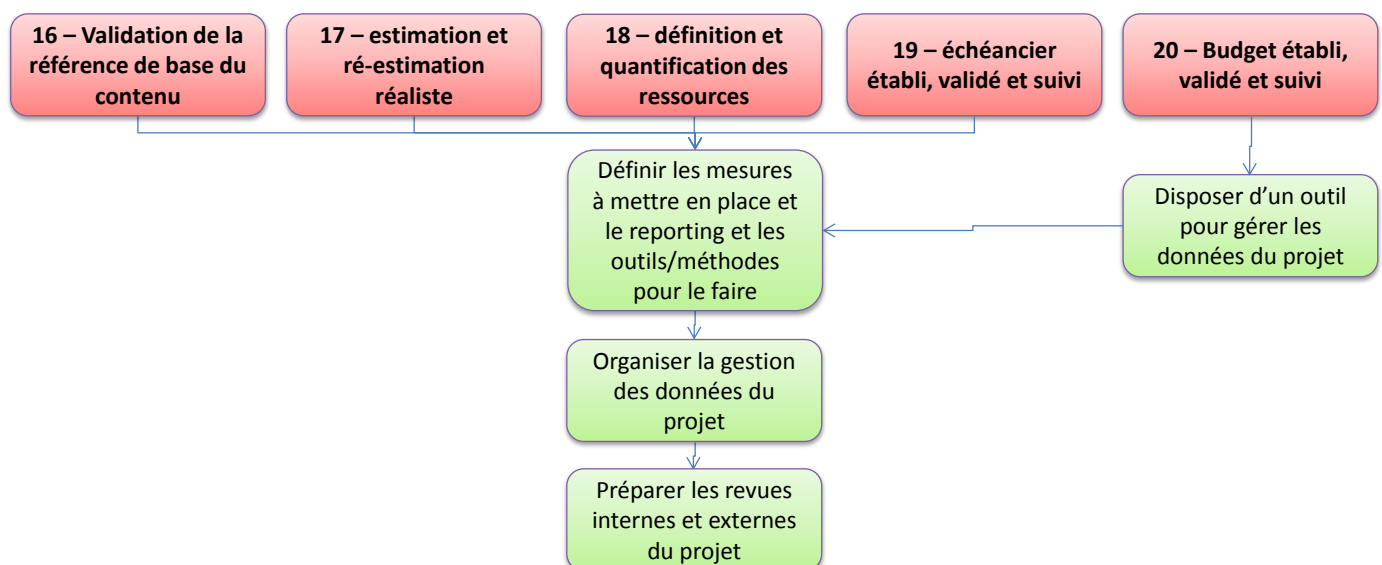 16 – Validation de la
référence de base du
contenu
17 – estimation et
ré-estimation
réaliste
18 – définition et
quantification des
ressources
19 – échéancier
établi, validé et suivi
20 – Budget établi,
validé et suivi
Définir les mesures
à mettre en place et
le reporting et les
outils/méthodes
pour le faire
Disposer d’un outil
pour gérer les
données du projet
Organiser la gestion
des données du
projet
Préparer les revues
internes et externes
du projet